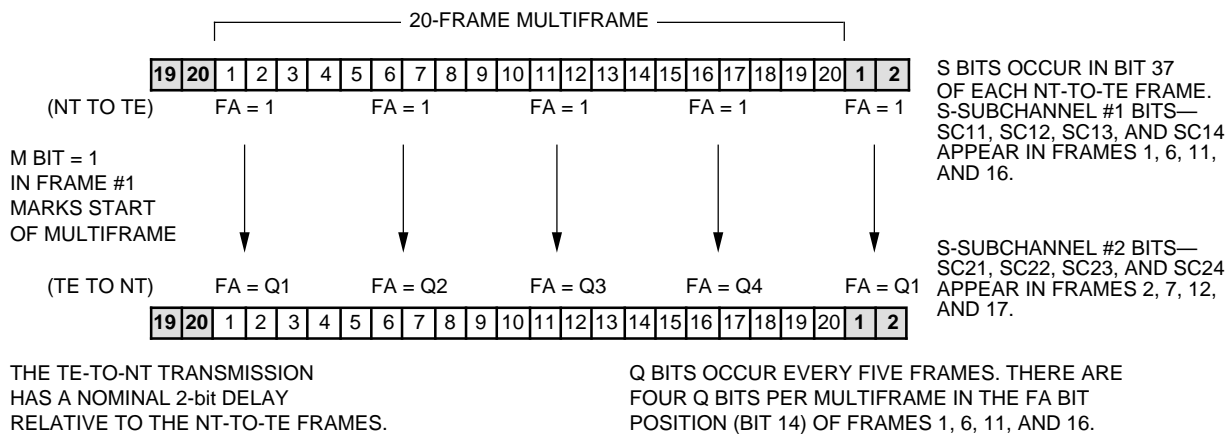 20-FRAME MULTIFRAME
19 20 1 2 3 4 5 6 7 8 9 10 11 12 13 14 15 16 17 18 19 20 1 2
(NT TO TE) FA = 1 FA = 1 FA = 1 FA = 1 FA = 1
S BITS OCCUR IN BIT 37
OF EACH NT-TO-TE FRAME.
S-SUBCHANNEL #1 BITS—
SC11, SC12, SC13, AND SC14
APPEAR IN FRAMES 1, 6, 11,
AND 16.
M BIT = 1
IN FRAME #1
MARKS START
OF MULTIFRAME
S-SUBCHANNEL #2 BITS—
SC21, SC22, SC23, AND SC24
APPEAR IN FRAMES 2, 7, 12,
AND 17.
(TE TO NT) FA = Q1 FA = Q2 FA = Q3 FA = Q4 FA = Q1
19 20 1 2 3 4 5 6 7 8 9 10 11 12 13 14 15 16 17 18 19 20 1 2
THE TE-TO-NT TRANSMISSION
HAS A NOMINAL 2-bit DELAY
RELATIVE TO THE NT-TO-TE FRAMES.
Q BITS OCCUR EVERY FIVE FRAMES. THERE ARE
FOUR Q BITS PER MULTIFRAME IN THE FA BIT
POSITION (BIT 14) OF FRAMES 1, 6, 11, AND 16.